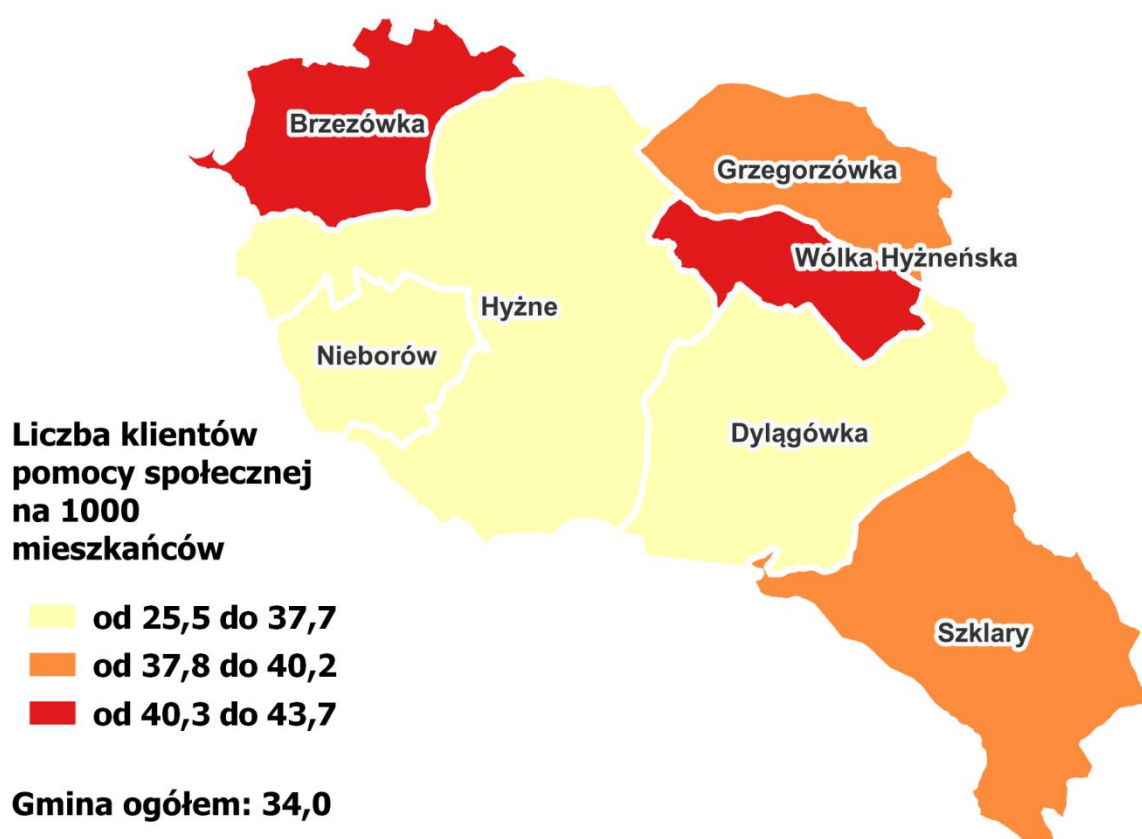 Brzezówka
Grzegorzówka
Wólka Hyżneńska
Hyżne
Nieborów
Dylągówka
Szklary
Liczba klientów
pomocy społecznej
na 1000
mieszkańców
od 25,5 do 37,7
od 37,8 do 40,2
od 40,3 do 43,7
Gmina ogółem: 34,0